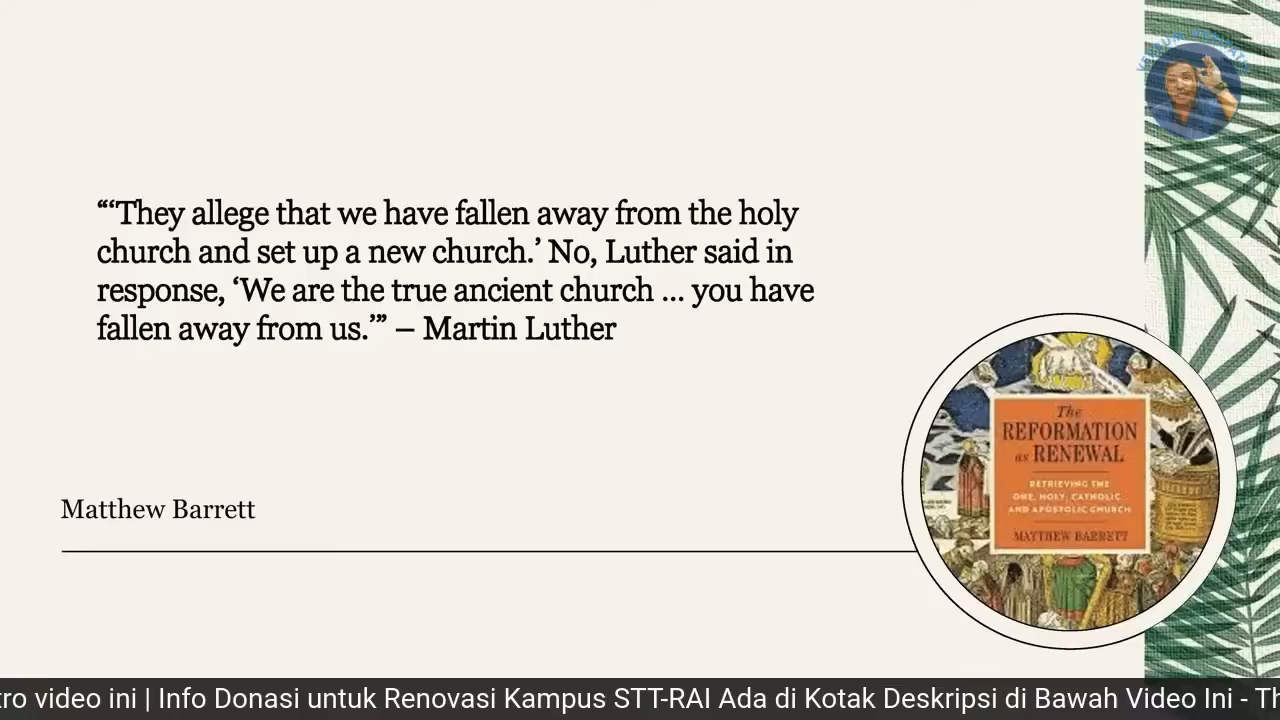 “‘They allege that we have fallen away from the holy
church and set up a new church.’ No, Luther said in
response, ‘We are the true ancient church ... you have
fallen away from us.’” – Martin Luther
The
REFORMATION
as RENEWAL
RETRIEVING THE
ONE, HOLY, CATHOLIC,
AND APOSTOLIC CHURCH
MATTHEW BARRETT
Matthew Barrett
tro video ini | Info Donasi untuk Renovasi Kampus STT-RAI Ada di Kotak Deskripsi di Bawah Video Ini - Th